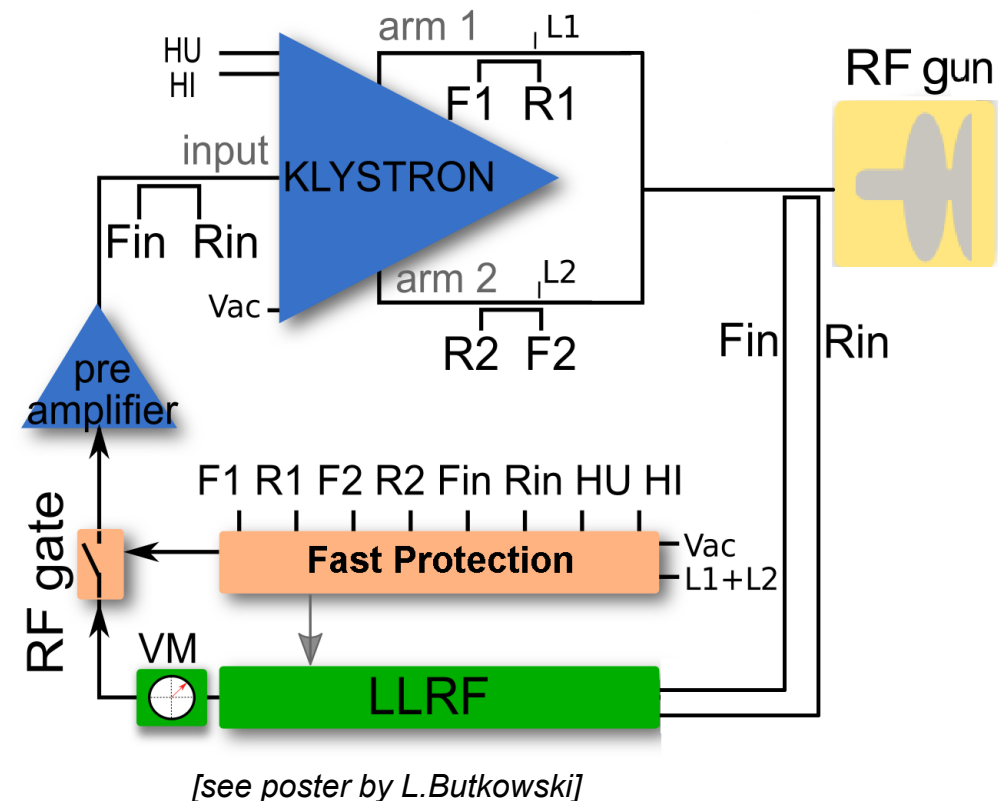 arm 1
L1
HU
HI
F1 R1
RF gun
input
KLYSTRON
Fin Rin
arm 2
L2
Vac
R2 F2
Fin
Rin
pre
amplifier
F1 R1 F2 R2 Fin Rin HU HI
RF gate
Fast Protection
Vac
L1+L2
VM
LLRF
[see poster by L.Butkowski]